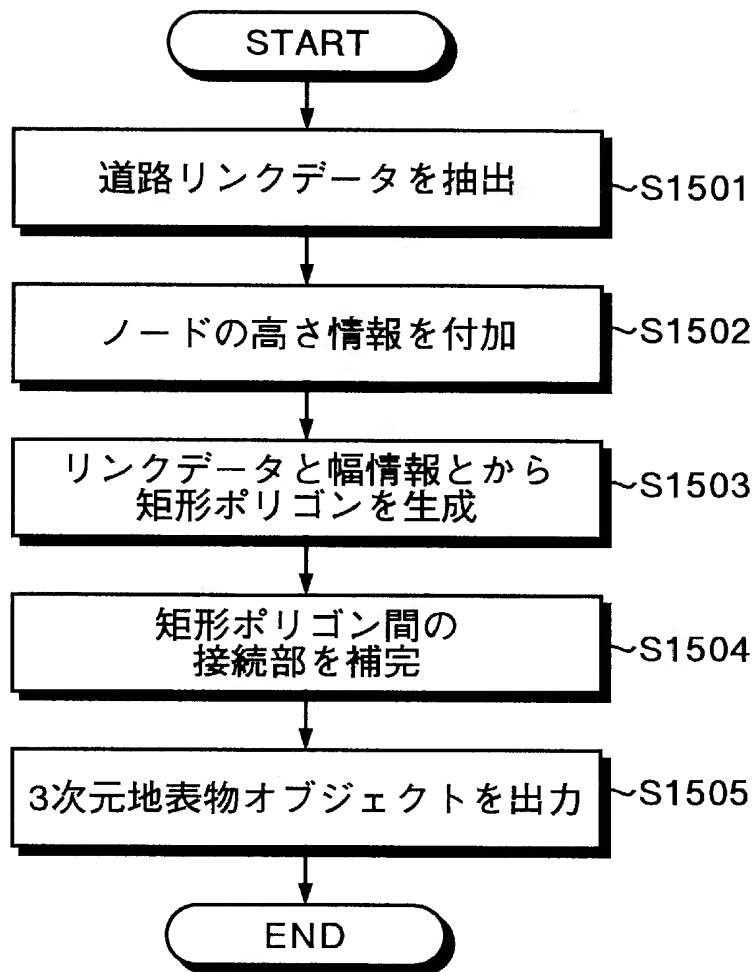 START
道路リンクデータを抽出
~S1501
ノードの高さ情報を付加
~S1502
リンクデータと幅情報とから
矩形ポリゴンを生成
~S1503
矩形ポリゴン間の
接続部を補完
~S1504
3次元地表物オブジェクトを出力
~S1505
END